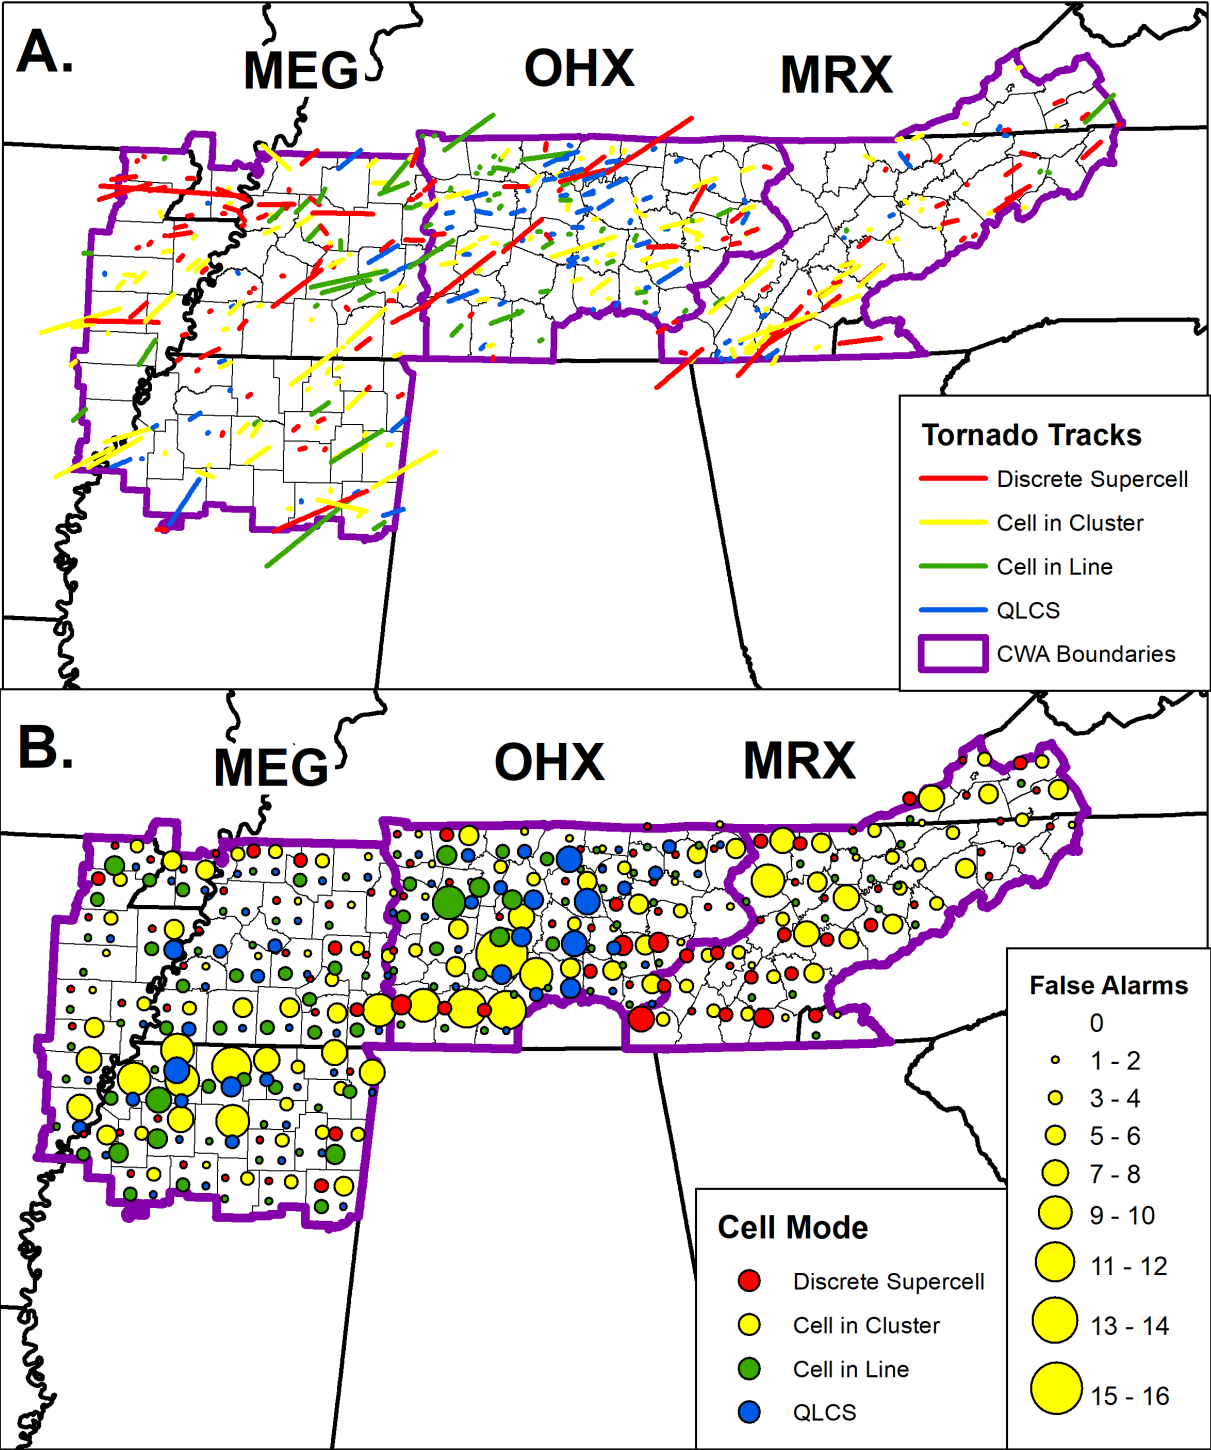 A.
MEG
OHX
MRX
Tornado Tracks
Discrete Supercell
Cell in Cluster
Cell in Line
QLCS
CWA Boundaries
B.
MEG
OHX
MRX
False Alarms
0
1 - 2
3 - 4
5 - 6
7 - 8
9 - 10
11 - 12
13 - 14
15 - 16
Cell Mode
Discrete Supercell
Cell in Cluster
Cell in Line
QLCS